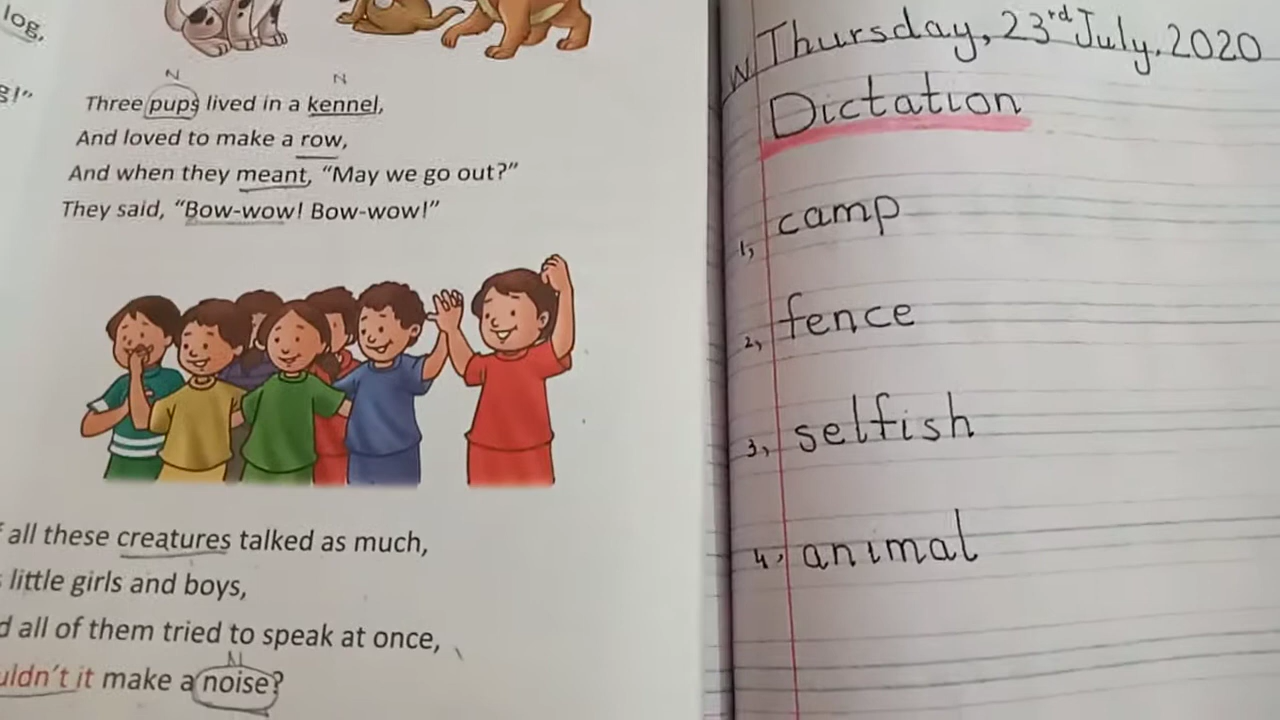 log,
N N
Three pups lived in a kennel,
And loved to make a row,
And when they meant, “May we go out?”
They said, “Bow-wow! Bow-wow!”
all these creatures talked as much,
little girls and boys,
all of them tried to speak at once,
N
it make a noise?
W Thursday, 23rd July, 2020
Dictation
1, camp
2, fence
3, selfish
4, animal